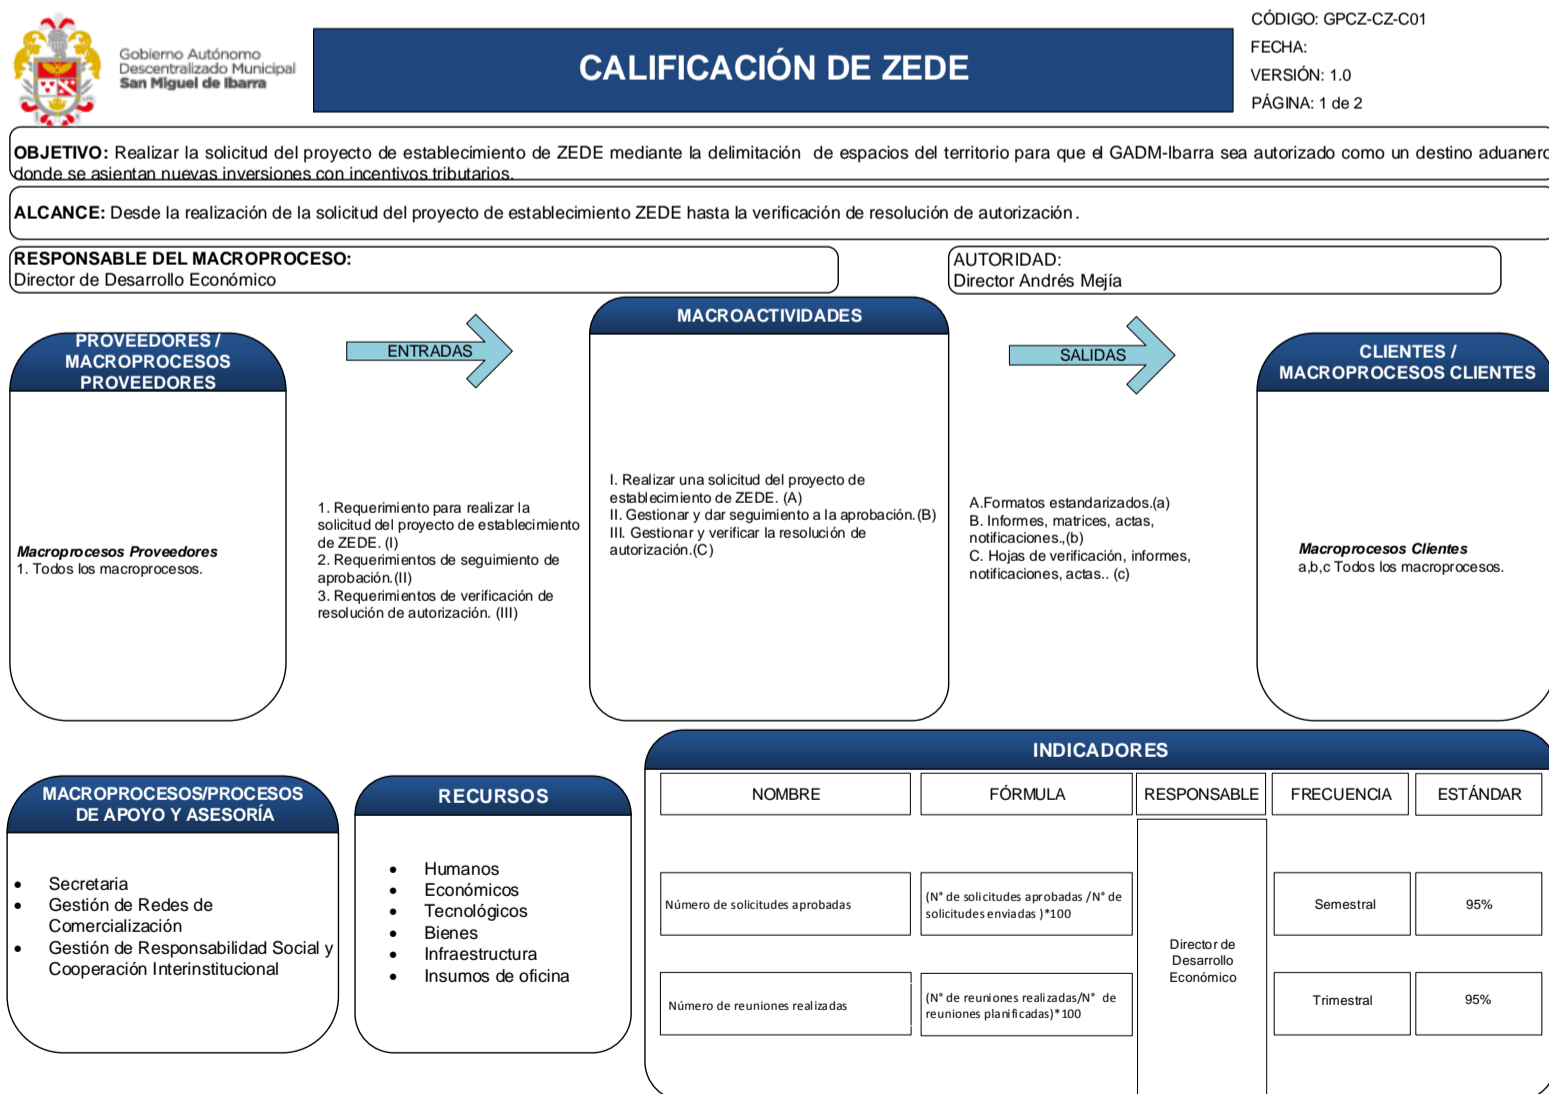 Gobierno Autónomo
Descentralizado Municipal
San Miguel de Ibarra
CALIFICACIÓN DE ZEDE
CÓDIGO: GPCZ-CZ-C01
FECHA:
VERSIÓN: 1.0
PÁGINA: 1 de 2
OBJETIVO: Realizar la solicitud del proyecto de establecimiento de ZEDE mediante la delimitación de espacios del territorio para que el GADM-Ibarra sea autorizado como un destino aduanero
donde se asientan nuevas inversiones con incentivos tributarios.
ALCANCE: Desde la realización de la solicitud del proyecto de establecimiento ZEDE hasta la verificación de resolución de autorización.
RESPONSABLE DEL MACROPROCESO:
Director de Desarrollo Económico
AUTORIDAD:
Director Andrés Mejía
PROVEEDORES /
MACROPROCESOS
PROVEEDORES
Macroprocesos Proveedores
1. Todos los macroprocesos.
ENTRADAS
1. Requerimiento para realizar la
solicitud del proyecto de establecimiento
de ZEDE. (I)
2. Requerimientos de seguimiento de
aprobación.(II)
3. Requerimientos de verificación de
resolución de autorización. (III)
MACROACTIVIDADES
I. Realizar una solicitud del proyecto de
establecimiento de ZEDE. (A)
II. Gestionar y dar seguimiento a la aprobación.(B)
III. Gestionar y verificar la resolución de
autorización.(C)
SALIDAS
A.Formatos estandarizados.(a)
B. Informes, matrices, actas,
notificaciones.,(b)
C. Hojas de verificación, informes,
notificaciones, actas.. (c)
CLIENTES /
MACROPROCESOS CLIENTES
Macroprocesos Clientes
a,b,c Todos los macroprocesos.
MACROPROCESOS/PROCESOS
DE APOYO Y ASESORÍA
• Secretaria
• Gestión de Redes de
Comercialización
• Gestión de Responsabilidad Social y
Cooperación Interinstitucional
RECURSOS
• Humanos
• Económicos
• Tecnológicos
• Bienes
• Infraestructura
• Insumos de oficina
INDICADORES
NOMBRE FÓRMULA RESPONSABLE FRECUENCIA ESTÁNDAR
Número de solicitudes aprobadas
(N° de solicitudes aprobadas /N° de
solicitudes enviadas )*100
Semestral
95%
Director de
Desarrollo
Económico
Número de reuniones realizadas
(N° de reuniones realizadas/N° de
reuniones planificadas)*100
Trimestral
95%